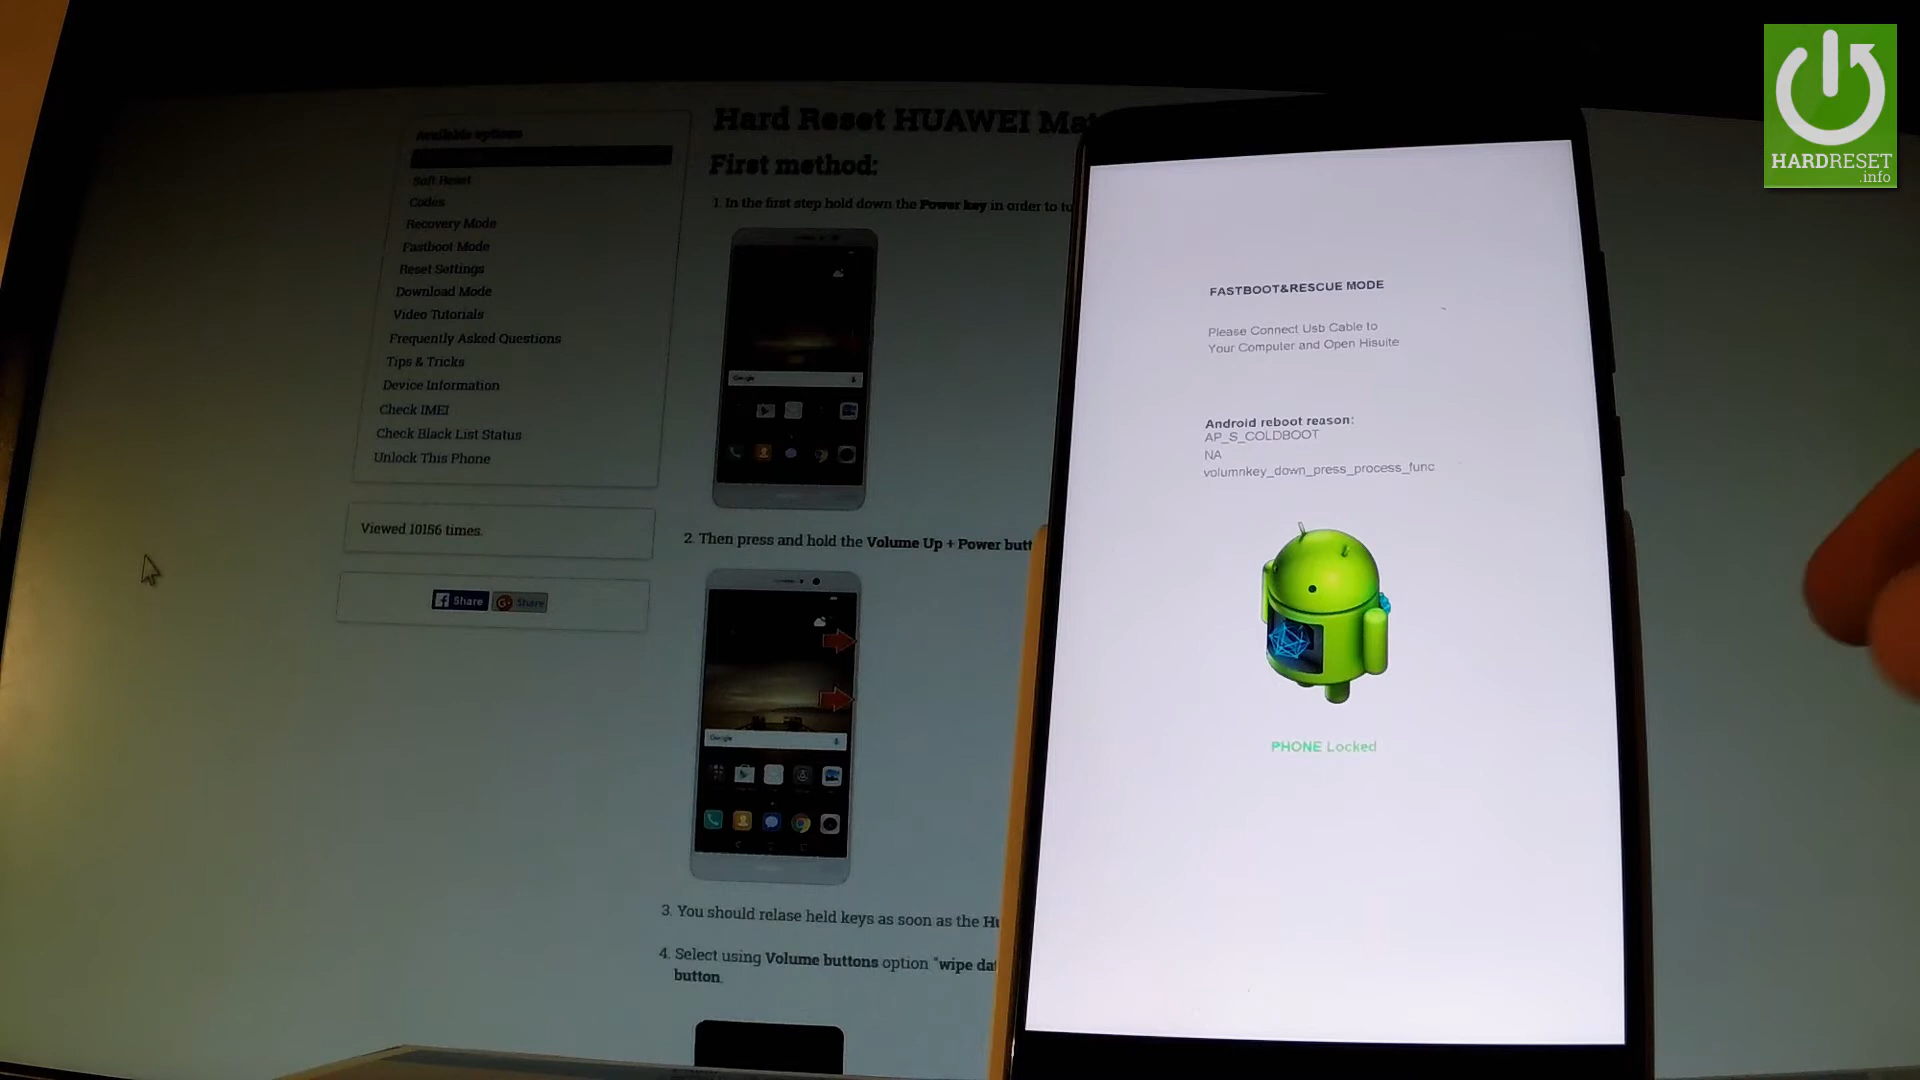 HARDRESET
.info
Hard Reset HUAWEI
First method:
1. In the first step hold down the Power key in order to
2. Then press and hold the Volume Up + Power
3. You should relase held keys as soon as the
4. Select using Volume buttons option "wipe
button.
Available options
Soft Reset
Codes
Recovery Mode
Fastboot Mode
Reset Settings
Download Mode
Video Tutorials
Frequently Asked Questions
Tips & Tricks
Device Information
Check IMEI
Check Black List Status
Unlock This Phone
Viewed 10156 times.
Share
Share
Google
Google
FASTBOOT&RESCUE MODE
Please Connect Usb Cable to
Your Computer and Open Hisuite
Android reboot reason:
AP_S_COLDBOOT
NA
volumnkey_down_press_process_func
PHONE Locked